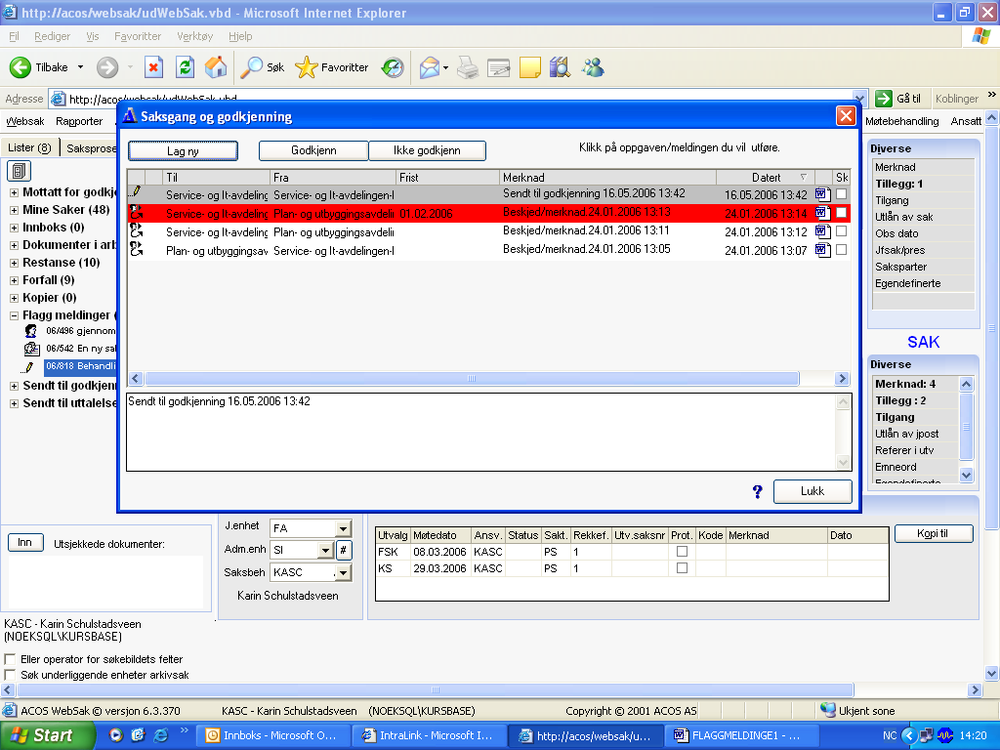 http://acos/websak/udWebSak.vbd - Microsoft Internet Explorer
Fil Rediger Vis Favoritter Verktøy Hjelp
Tilbake Søk Favoritter
Adresse http://acos/websak/udWebSak.vbd Gå til Koblinger »
Websak Rapporter Møtebehandling Ansatt
Lister (8) Saksprose
Mottatt for godkj
Mine Saker (48)
Innboks (0)
Dokumenter i arb
Restanse (10)
Forfall (9)
Kopier (0)
Flagg meldinger (
06/496 gjennom
06/542 En ny sal
06/818 Behandli
Sendt til godkjenn
Sendt til uttalelse
Saksgang og godkjenning
Lag ny Godkjenn Ikke godkjenn Klikk på oppgaven/meldingen du vil utføre.
Til Fra Frist Merknad Datert Sk
Service- og It-avdeling Service- og It-avdelingen-I Sendt til godkjenning 16.05.2006 13:42 16.05.2006 13:42
Service- og It-avdeling Plan- og utbyggingsavdeli 01.02.2006 Beskjed/merknad.24.01.2006 13:13 24.01.2006 13:14
Service- og It-avdeling Plan- og utbyggingsavdeli Beskjed/merknad.24.01.2006 13:11 24.01.2006 13:12
Plan- og utbyggingsav Service- og It-avdelingen-I Beskjed/merknad.24.01.2006 13:05 24.01.2006 13:07
Sendt til godkjenning 16.05.2006 13:42
? Lukk
Diverse
Merknad
Tillegg: 1
Tilgang
Utlån av sak
Obs dato
Jfsak/pres
Saksparter
Egendefinerte
SAK
Diverse
Merknad: 4
Tillegg : 2
Tilgang
Utlån av jpost
Referer i utv
Emneord
Egendefinerte
Inn Utsjekkede dokumenter:
J.enhet FA
Adm.enh SI #
Saksbeh KASC
Karin Schulstadsveen
Utvalg Møtedato Ansv. Status Sakt. Rekkef. Utv.saksnr Prot. Kode Merknad Dato
FSK 08.03.2006 KASC PS 1
KS 29.03.2006 KASC PS 1
Kopi til
KASC - Karin Schulstadsveen
(NOEKSQL\KURSBASE)
Eller operator for søkebildets felter
Søk underliggende enheter arkivsak
ACOS WebSak © versjon 6.3.370 KASC - Karin Schulstadsveen (NOEKSQL\KURSBASE) Copyright © 2001 ACOS AS Ukjent sone
Start » Innboks - Microsoft O... IntraLink - Microsoft I... http://acos/websak/u... FLAGGMELDINGE1 - ... NC 14:20